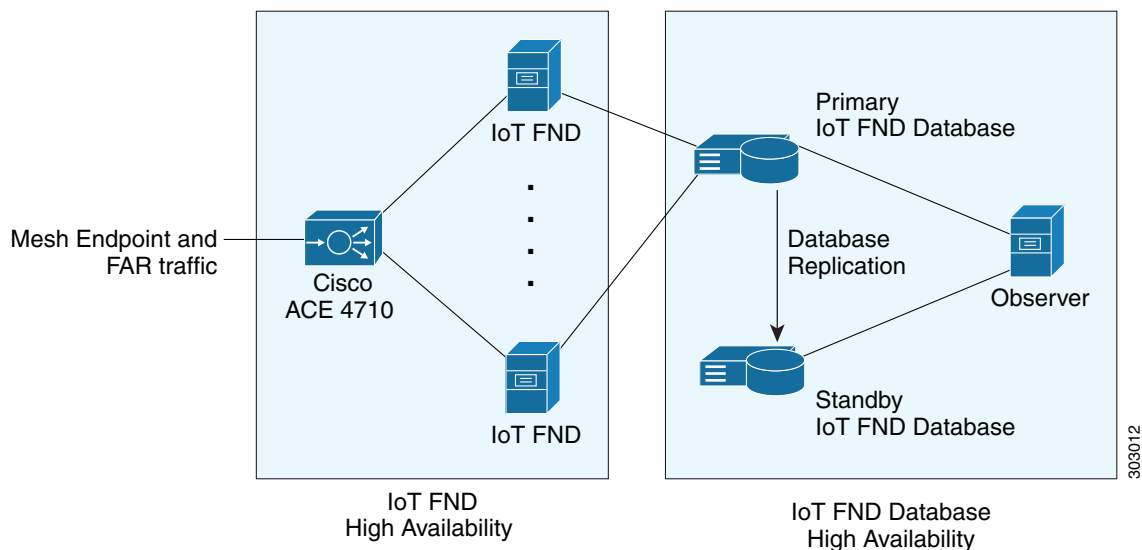 IoT FND
Mesh Endpoint and
FAR traffic
Cisco
ACE 4710
IoT FND
IoT FND
High Availability
Primary
IoT FND Database
Database
Replication
Observer
Standby
IoT FND Database
IoT FND Database
High Availability
303012